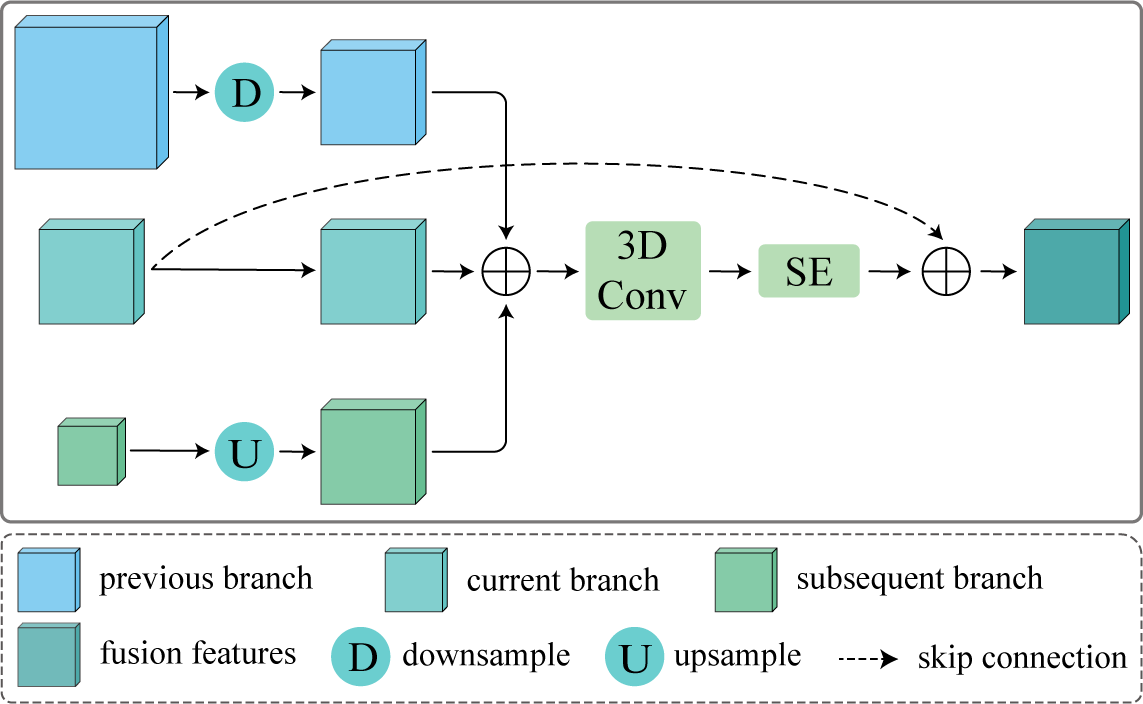 D
3D
Conv
SE
U
previous branch
current branch
subsequent branch
fusion features
D downsample
U upsample
skip connection